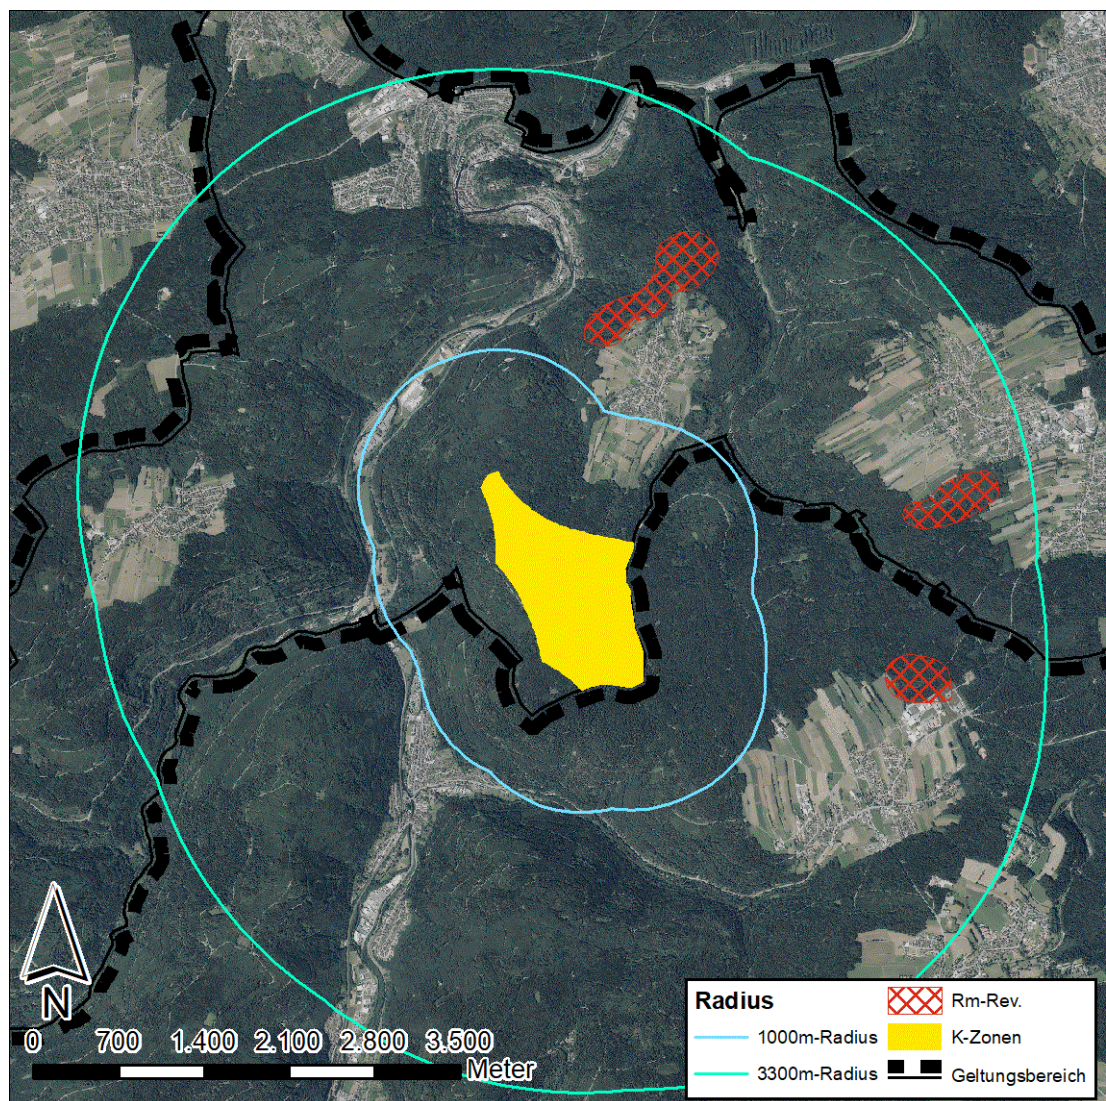 N
0 700 1.400 2.100 2.800 3.500
Meter
Radius
1000m-Radius
3300m-Radius
Rm-Rev.
K-Zonen
Geltungsbereich